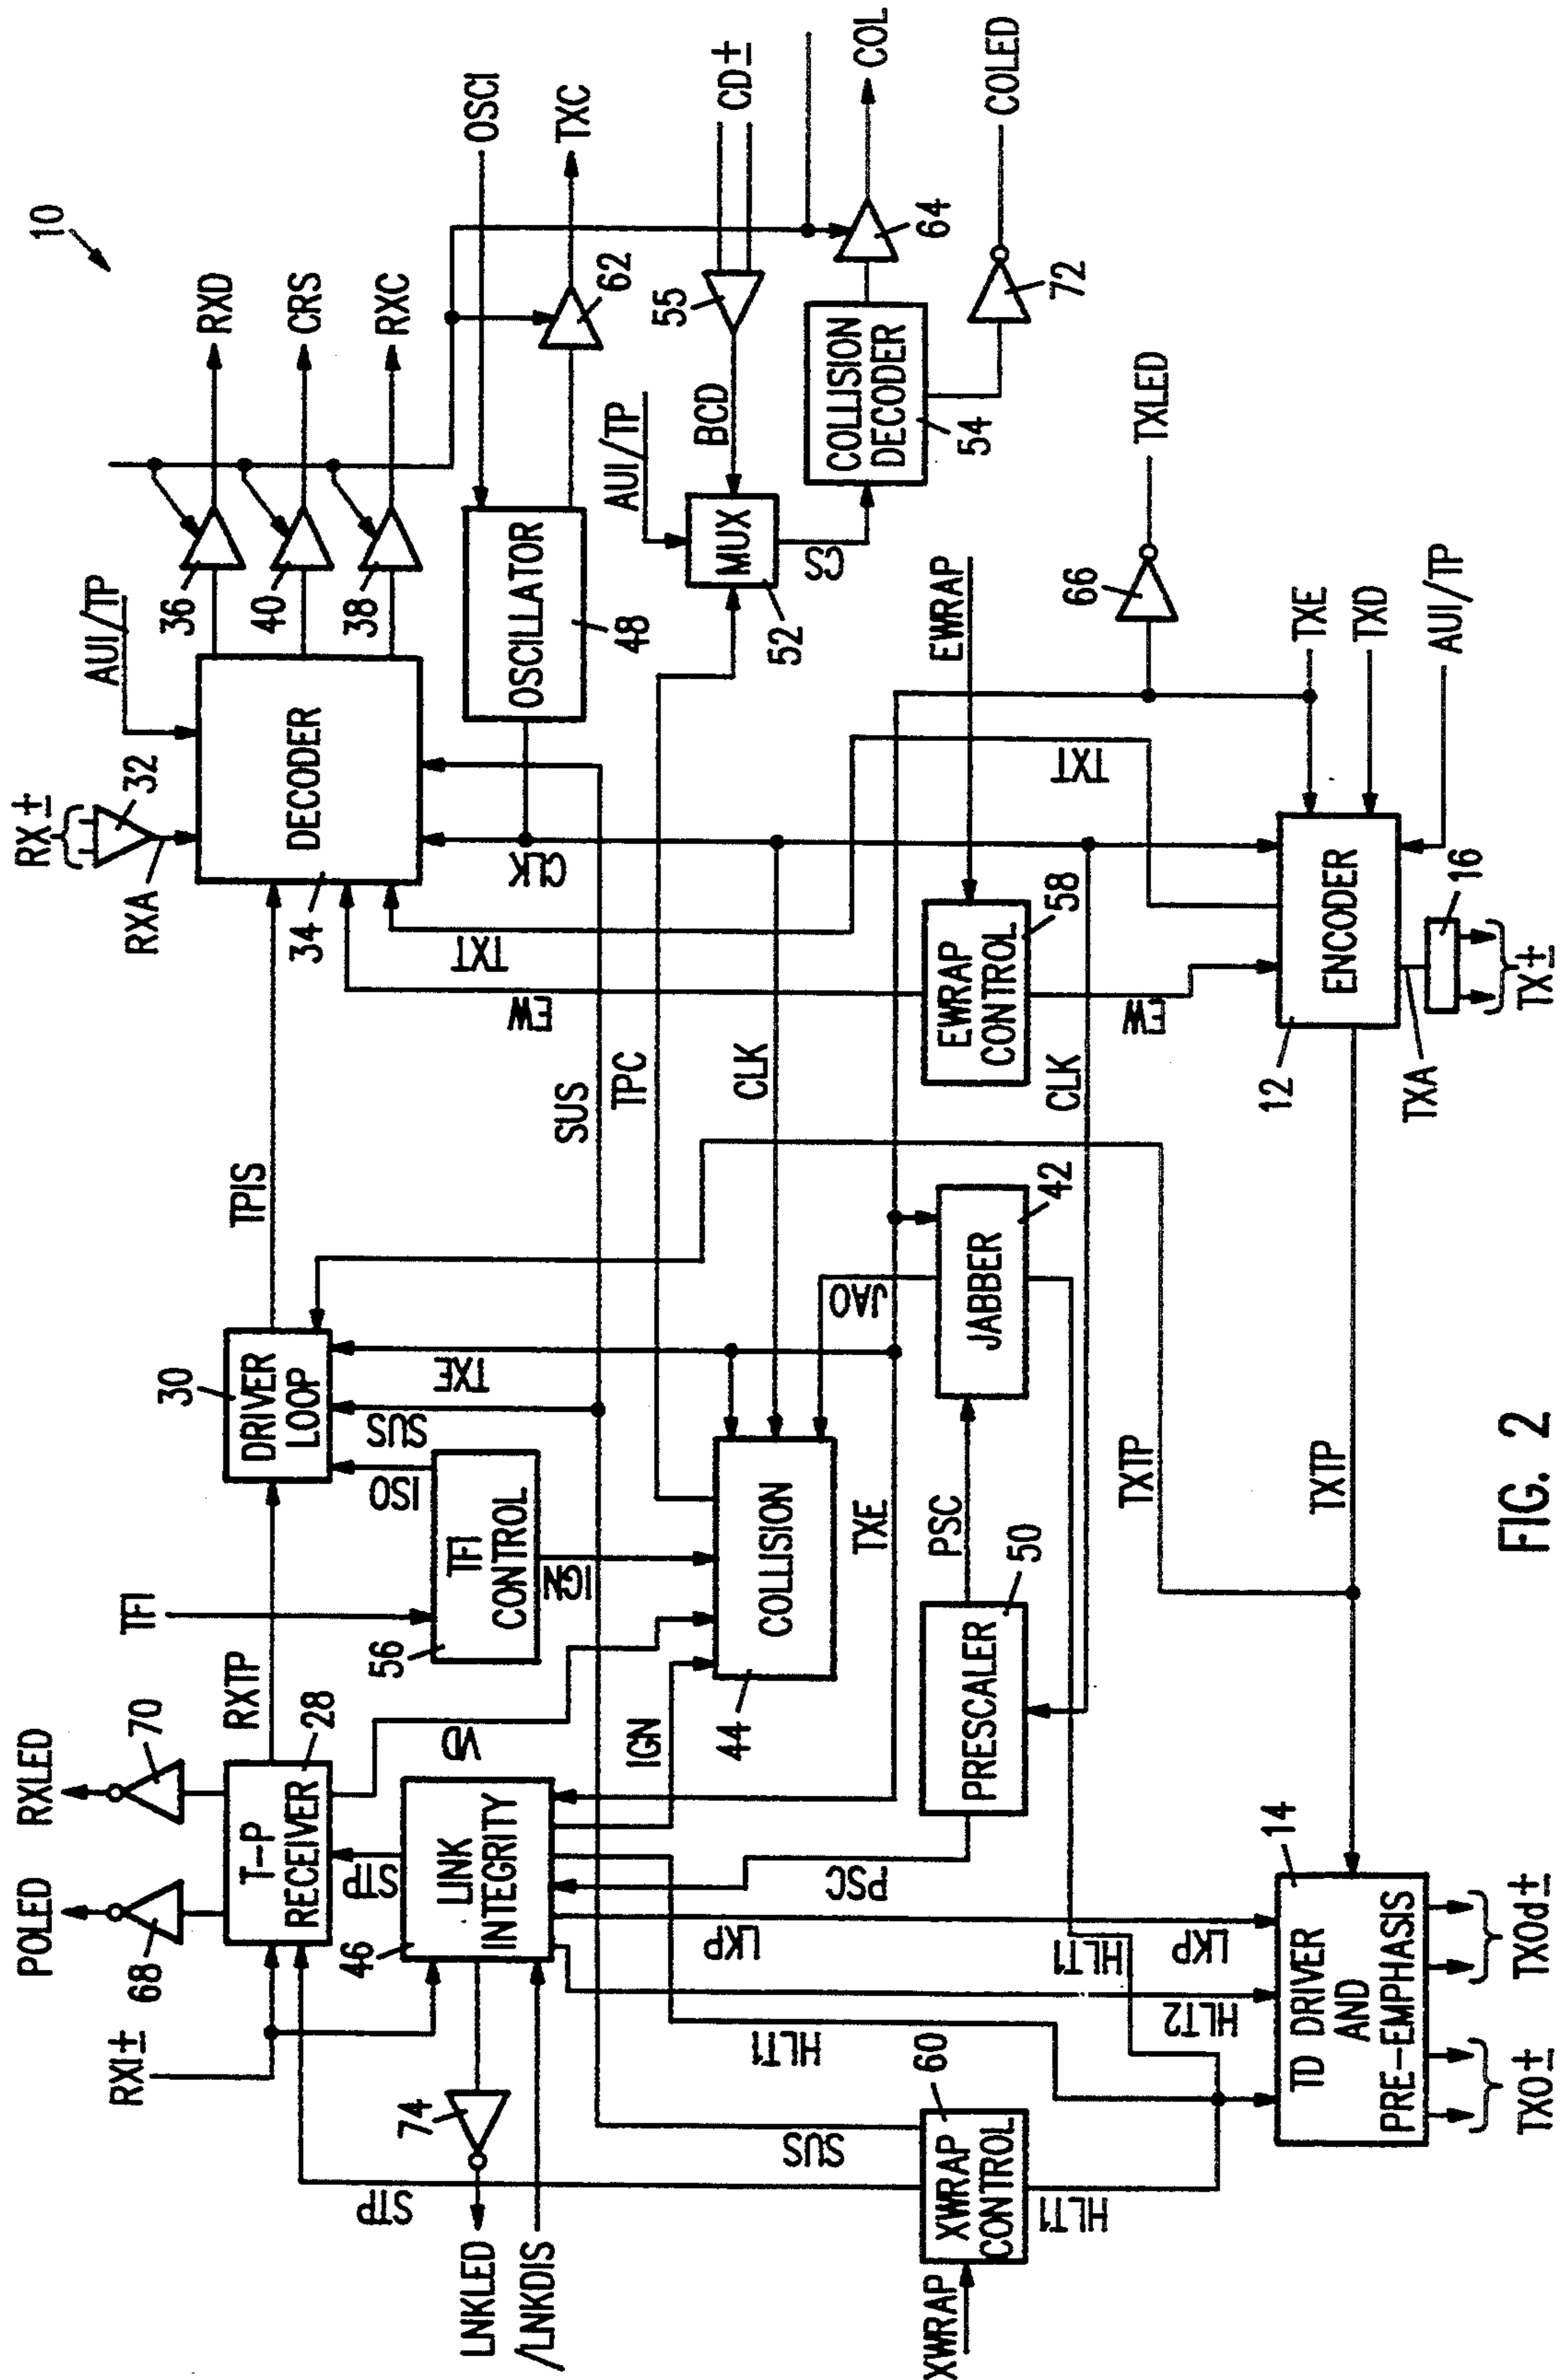 10
POLED
RXLED
68
70
RXI±
T-P
RECEIVER
28
RXTP
TFI
30
DRIVER
LOOP
TPIS
RX±
32
RXA
AUI/TP
DECODER
34
36
40
38
RXD
CRS
RXC
STP
VD
56
TFI
CONTROL
ISO
SUS
TXE
EW
TXT
CLK
OSCI
46
LINK
INTEGRITY
74
LNKLED
/LNKDIS
STP
IGN
IGN
SUS
OSCILLATOR
48
62
TXC
TPC
AUI/TP
BCD
55
CD±
MUX
52
CS
LKP
HLT1
SUS
44
COLLISION
CLK
JAO
TXT
COLLISION
DECODER
54
64
COL
72
COLED
PSC
TXE
EWRAP
XWRAP
XWRAP
CONTROL
60
HLT1
PRESCALER
50
PSC
JABBER
42
EWRAP
CONTROL
58
CLK
EW
66
TXLED
HLT2
HLT1
LKP
TXTP
14
TD DRIVER
AND
PRE-EMPHASIS
TXO±
TXOd±
TXTP
12
ENCODER
TXE
TXD
AUI/TP
TXA
16
TX±
FIG. 2